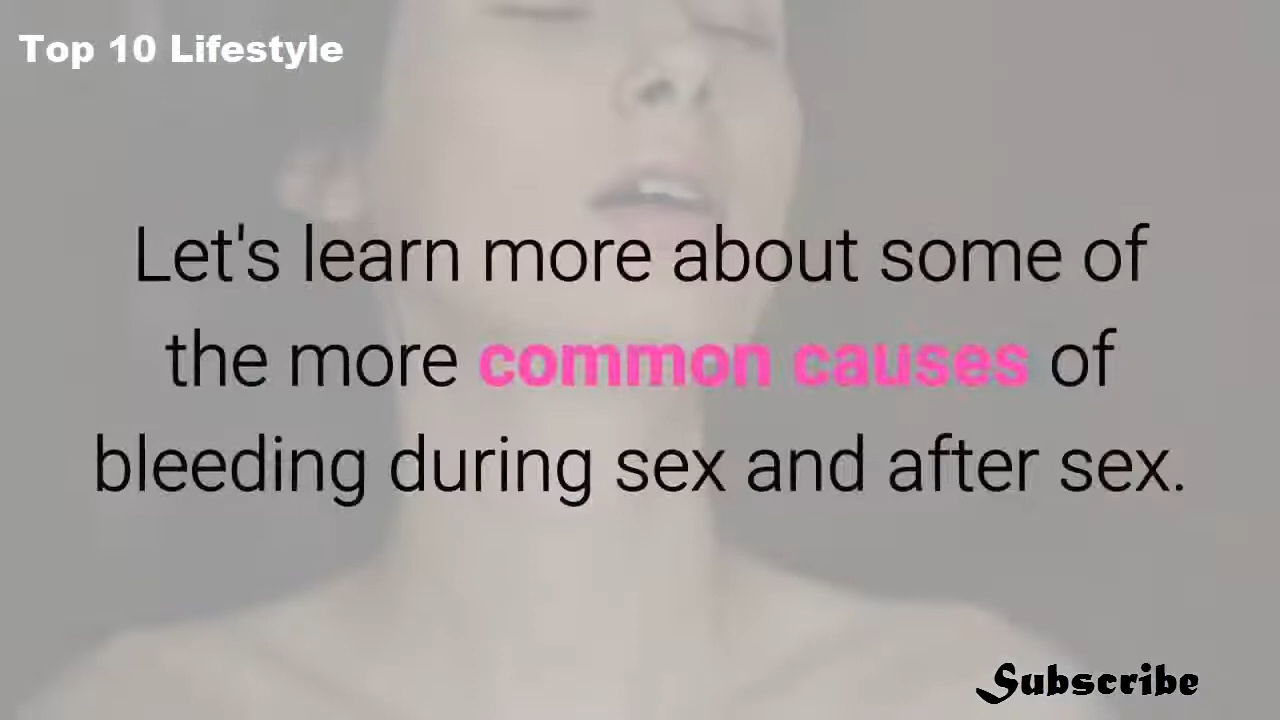 Top 10 Lifestyle
Let's learn more about some of
the more common causes of
bleeding during sex and after sex.
Subscribe